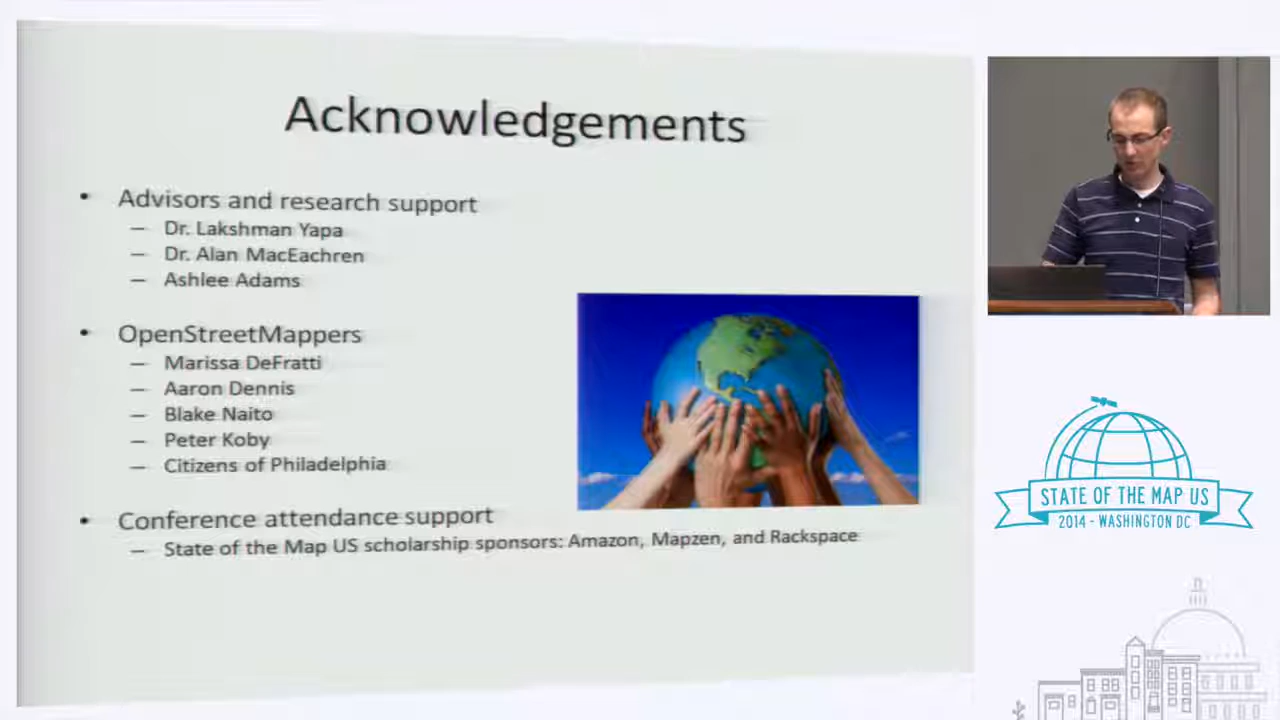 Acknowledgements
• Advisors and research support
– Dr. Lakshman Yapa
– Dr. Alan MacEachren
– Ashlee Adams
• OpenStreetMappers
– Marissa DeFratti
– Aaron Dennis
– Blake Naito
– Peter Koby
– Citizens of Philadelphia
• Conference attendance support
– State of the Map US scholarship sponsors: Amazon, Mapzen, and Rackspace
STATE OF THE MAP US
2014 - WASHINGTON DC